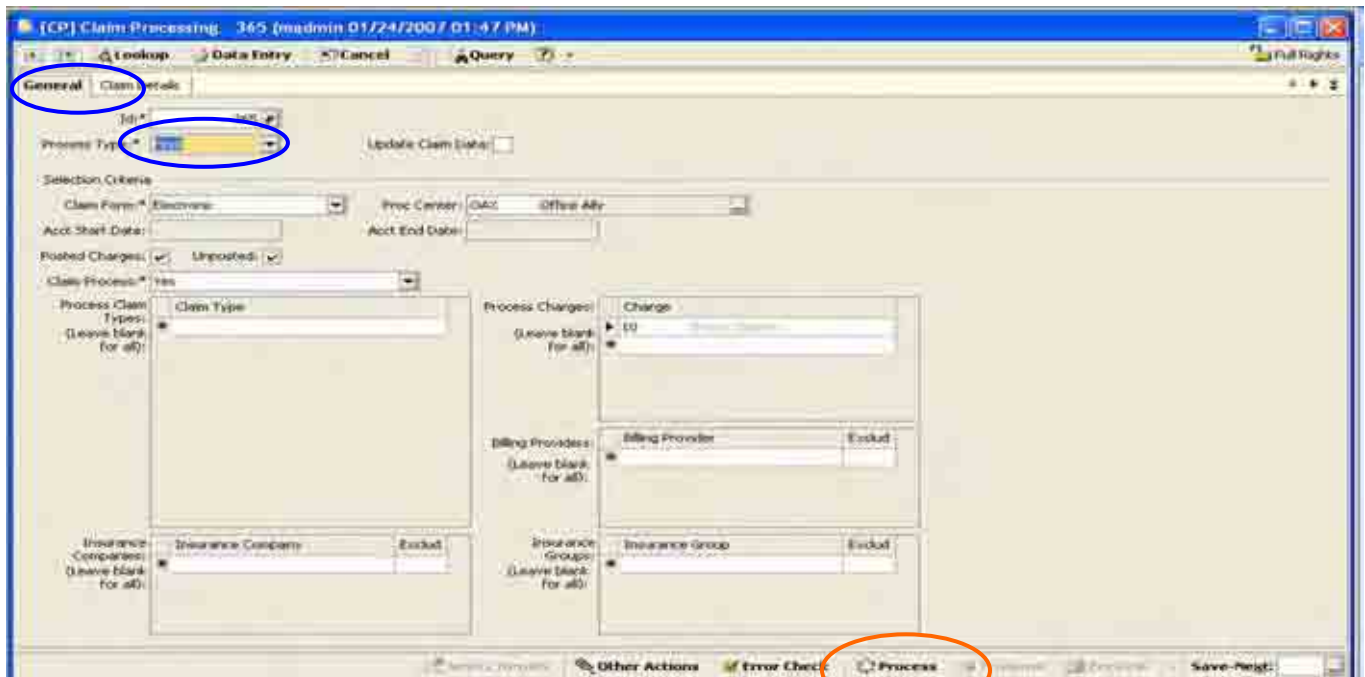 [CP] Claim Processing 365 (madmin 01/24/2007 01:47 PM)
Lookup Data Entry Cancel Query Full Rights
General Claim Details
Id:* 365
Process Type:* Update Claim Data:
Selection Criteria
Claim Form:* Electronic Proc Center: OAX Office Ally
Acct Start Date: Acct End Date:
Posted Charges: Unposted:
Claim Process:* Yes
Process Claim Types: (Leave blank for all): Claim Type
Process Charges: (Leave blank for all): Charge
Billing Providers: (Leave blank for all): Billing Provider Exclud
Insurance Companies: (Leave blank for all): Insurance Company Exclud
Insurance Groups: (Leave blank for all): Insurance Group Exclud
Other Actions Error Check Process Save-Next: